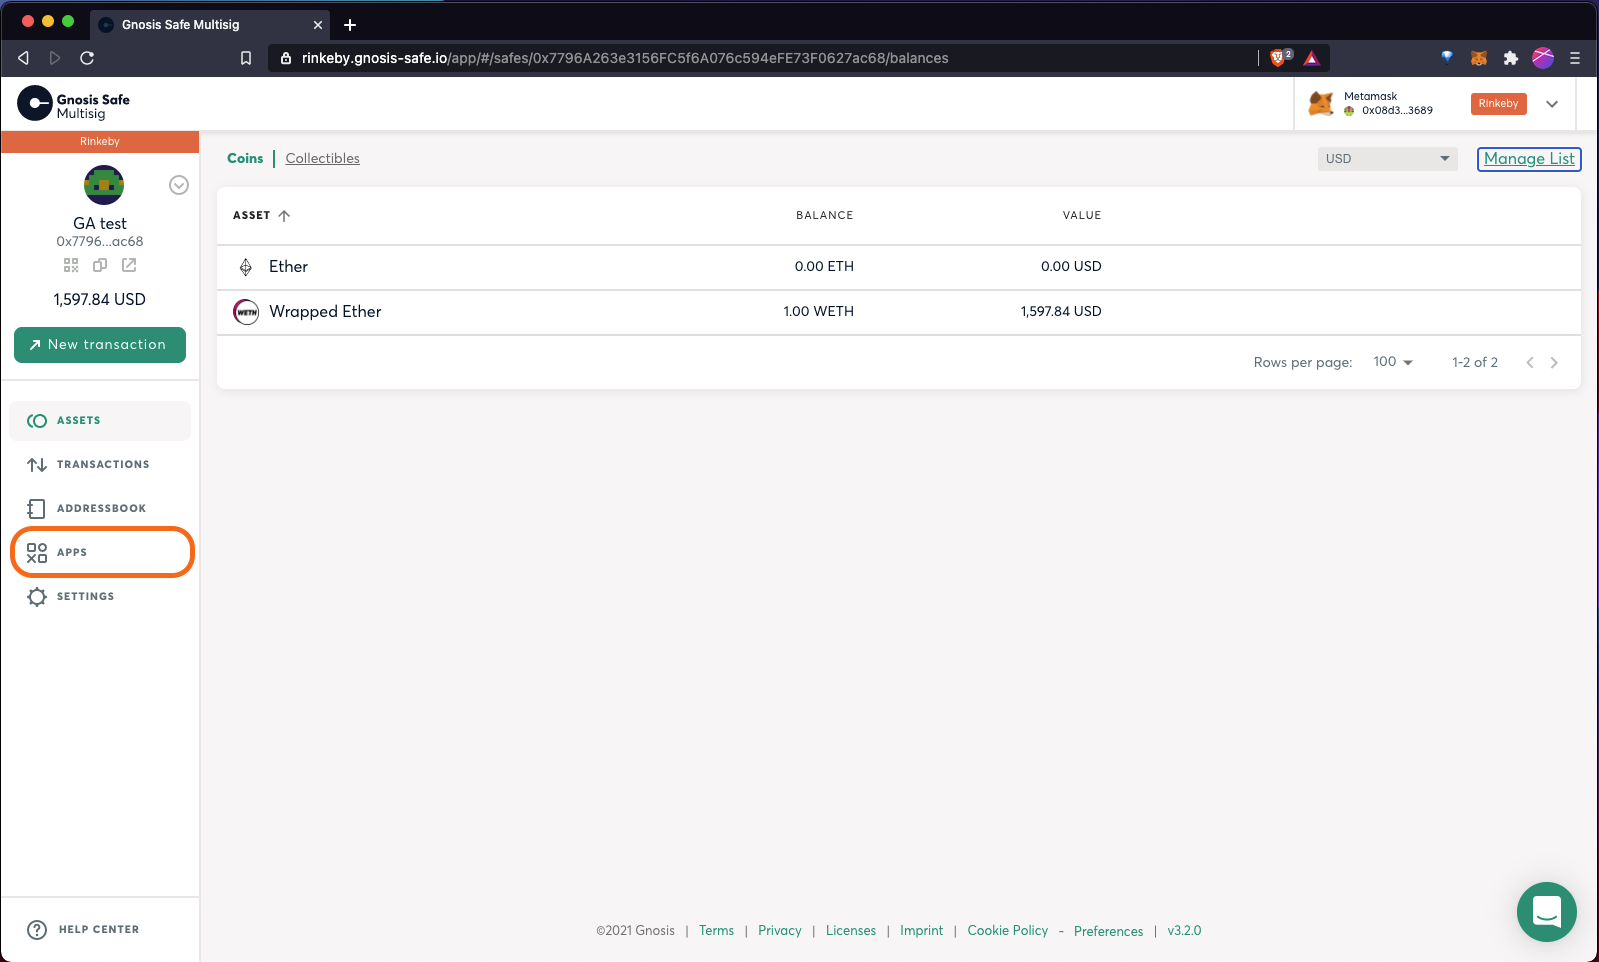 Gnosis Safe Multisig
rinkeby.gnosis-safe.io/app/#/safes/0x7796A263e3156FC5f6A076c594eFE73F0627ac68/balances
2
Gnosis Safe
Multisig
Metamask
0x08d3...3689
Rinkeby
Rinkeby
GA test
0x7796...ac68
1,597.84 USD
New transaction
ASSETS
TRANSACTIONS
ADDRESSBOOK
APPS
SETTINGS
HELP CENTER
Coins | Collectibles
USD
Manage List
ASSET BALANCE VALUE
Ether 0.00 ETH 0.00 USD
WETH Wrapped Ether 1.00 WETH 1,597.84 USD
Rows per page: 100 1-2 of 2
©2021 Gnosis | Terms | Privacy | Licenses | Imprint | Cookie Policy - Preferences | v3.2.0